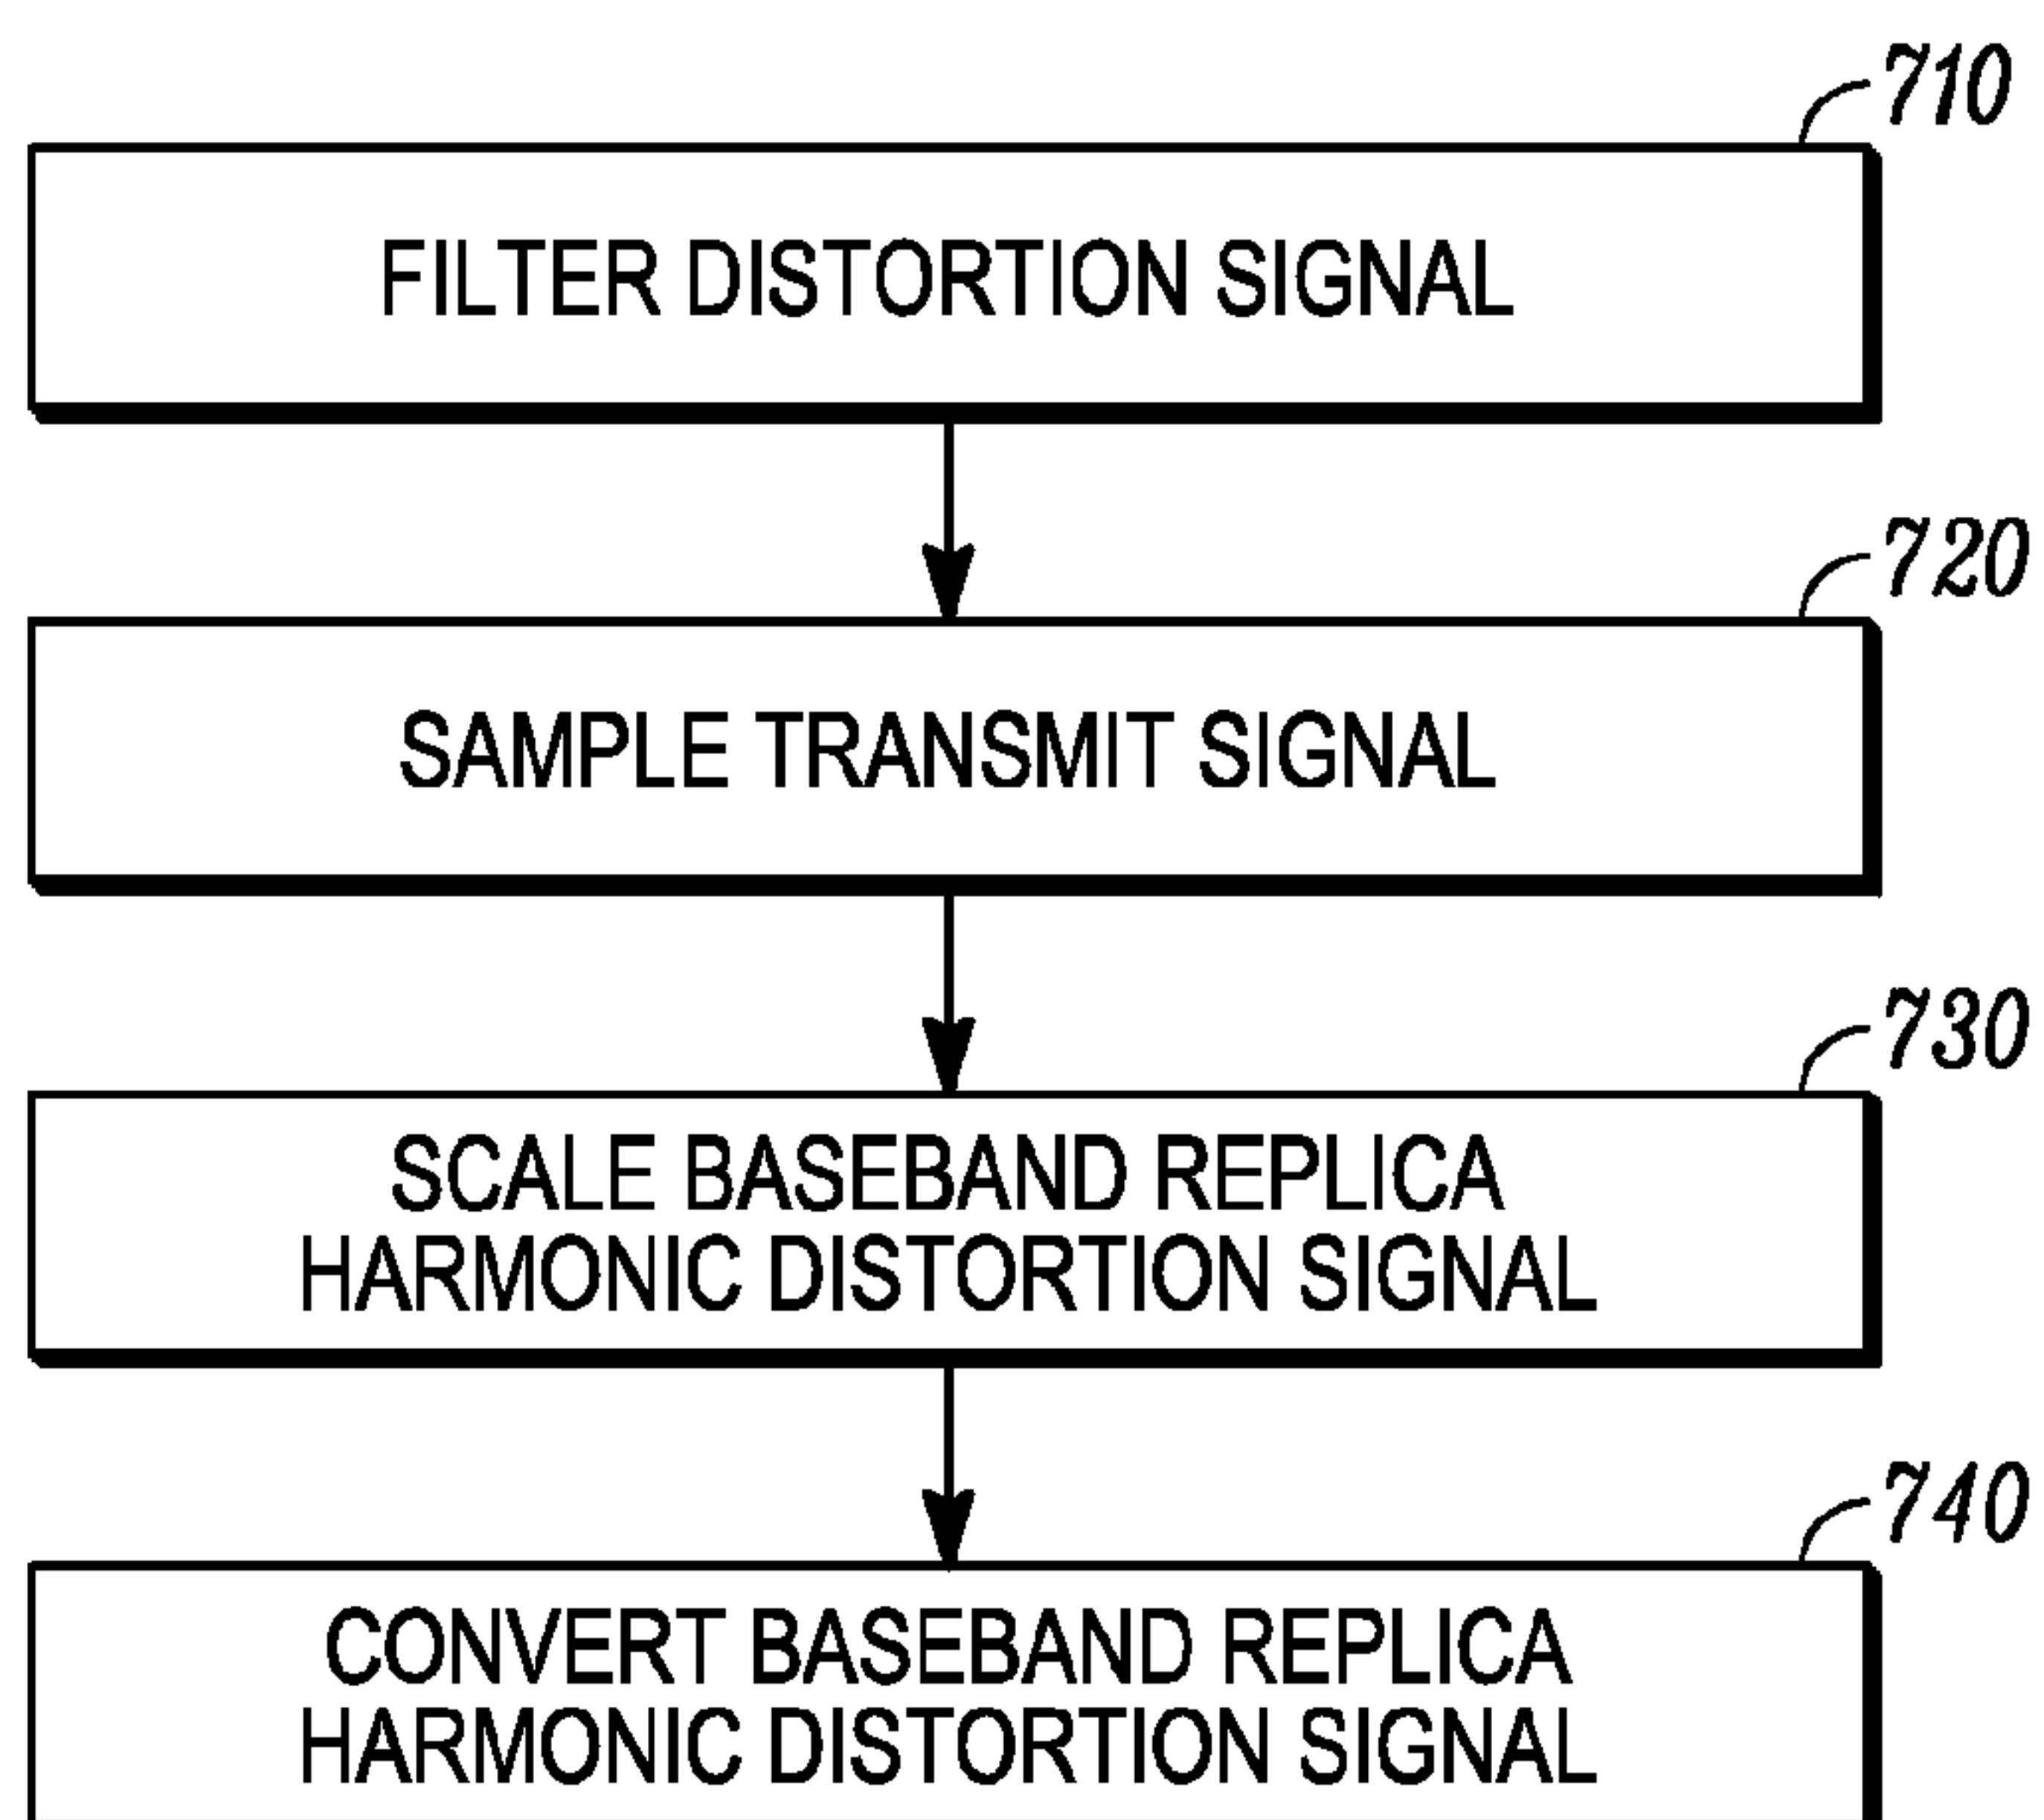 710
FILTER DISTORTION SIGNAL
720
SAMPLE TRANSMIT SIGNAL
730
SCALE BASEBAND REPLICA
HARMONIC DISTORTION SIGNAL
740
CONVERT BASEBAND REPLICA
HARMONIC DISTORTION SIGNAL